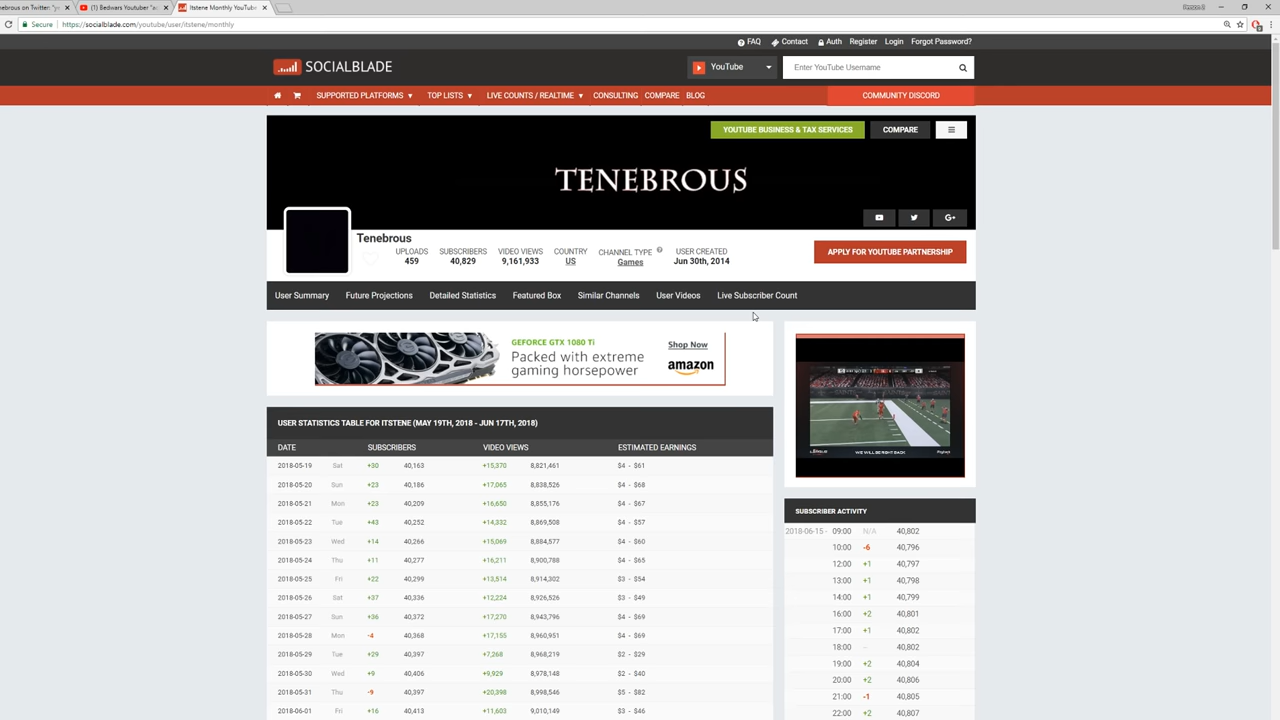 nebrous on Twitter: "ye
Bedwars Youtuber "au
Itstene Monthly YouTub
Secure https://socialblade.com/youtube/user/itstene/monthly
FAQ Contact Auth Register Login Forgot Password?
SOCIALBLADE YouTube Enter YouTube Username
SUPPORTED PLATFORMS TOP LISTS LIVE COUNTS / REALTIME CONSULTING COMPARE BLOG COMMUNITY DISCORD
YOUTUBE BUSINESS & TAX SERVICES COMPARE
TENEBROUS
Tenebrous
UPLOADS SUBSCRIBERS VIDEO VIEWS COUNTRY CHANNEL TYPE USER CREATED
459 40,829 9,161,933 US Games Jun 30th, 2014
APPLY FOR YOUTUBE PARTNERSHIP
User Summary Future Projections Detailed Statistics Featured Box Similar Channels User Videos Live Subscriber Count
GEFORCE GTX 1080 Ti
Packed with extreme
gaming horsepower
Shop Now
amazon
USER STATISTICS TABLE FOR ITSTENE (MAY 19TH, 2018 - JUN 17TH, 2018)
DATE SUBSCRIBERS VIDEO VIEWS ESTIMATED EARNINGS
2018-05-19 Sat +30 40,163 +15,370 8,821,461 $4 - $61
2018-05-20 Sun +23 40,186 +17,065 8,838,526 $4 - $68
2018-05-21 Mon +23 40,209 +16,650 8,855,176 $4 - $67
2018-05-22 Tue +43 40,252 +14,332 8,869,508 $4 - $57
2018-05-23 Wed +14 40,266 +15,069 8,884,577 $4 - $60
2018-05-24 Thu +11 40,277 +16,211 8,900,788 $4 - $65
2018-05-25 Fri +22 40,299 +13,514 8,914,302 $3 - $54
2018-05-26 Sat +37 40,336 +12,224 8,926,526 $3 - $49
2018-05-27 Sun +36 40,372 +17,270 8,943,796 $4 - $69
2018-05-28 Mon -4 40,368 +17,155 8,960,951 $4 - $69
2018-05-29 Tue +29 40,397 +7,268 8,968,219 $2 - $29
2018-05-30 Wed +9 40,406 +9,929 8,978,148 $2 - $40
2018-05-31 Thu -9 40,397 +20,398 8,998,546 $5 - $82
2018-06-01 Fri +16 40,413 +11,603 9,010,149 $3 - $46
WE WILL BE RIGHT BACK
SUBSCRIBER ACTIVITY
2018-06-15 - 09:00 N/A 40,802
10:00 -6 40,796
12:00 +1 40,797
13:00 +1 40,798
14:00 +1 40,799
16:00 +2 40,801
17:00 +1 40,802
18:00 -- 40,802
19:00 +2 40,804
20:00 +2 40,806
21:00 -1 40,805
22:00 +2 40,807